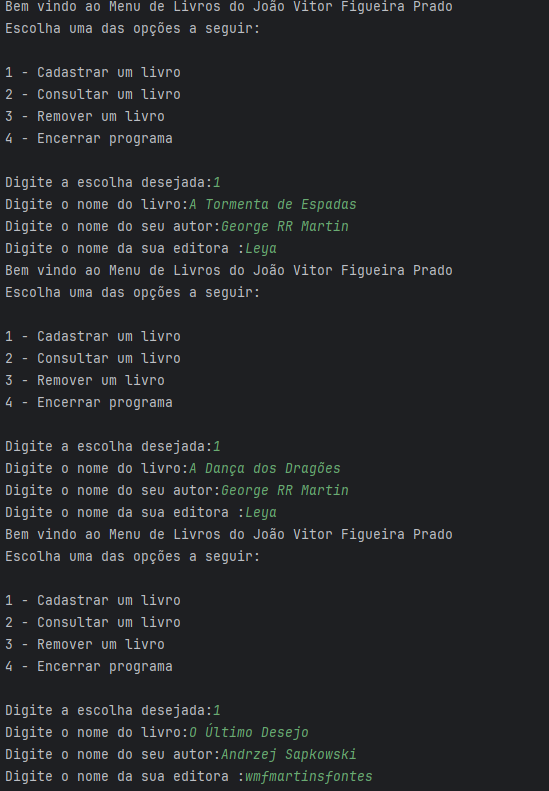 Bem vindo ao Menu de Livros do João Vitor Figueira Prado
Escolha uma das opções a seguir:
1 - Cadastrar um livro
2 - Consultar um livro
3 - Remover um livro
4 - Encerrar programa
Digite a escolha desejada:1
Digite o nome do livro:A Tormenta de Espadas
Digite o nome do seu autor:George RR Martin
Digite o nome da sua editora :Leya
Bem vindo ao Menu de Livros do João Vitor Figueira Prado
Escolha uma das opções a seguir:
1 - Cadastrar um livro
2 - Consultar um livro
3 - Remover um livro
4 - Encerrar programa
Digite a escolha desejada:1
Digite o nome do livro:A Dança dos Dragões
Digite o nome do seu autor:George RR Martin
Digite o nome da sua editora :Leya
Bem vindo ao Menu de Livros do João Vitor Figueira Prado
Escolha uma das opções a seguir:
1 - Cadastrar um livro
2 - Consultar um livro
3 - Remover um livro
4 - Encerrar programa
Digite a escolha desejada:1
Digite o nome do livro:O Último Desejo
Digite o nome do seu autor:Andrzej Sapkowski
Digite o nome da sua editora :wmfmartinsfontes